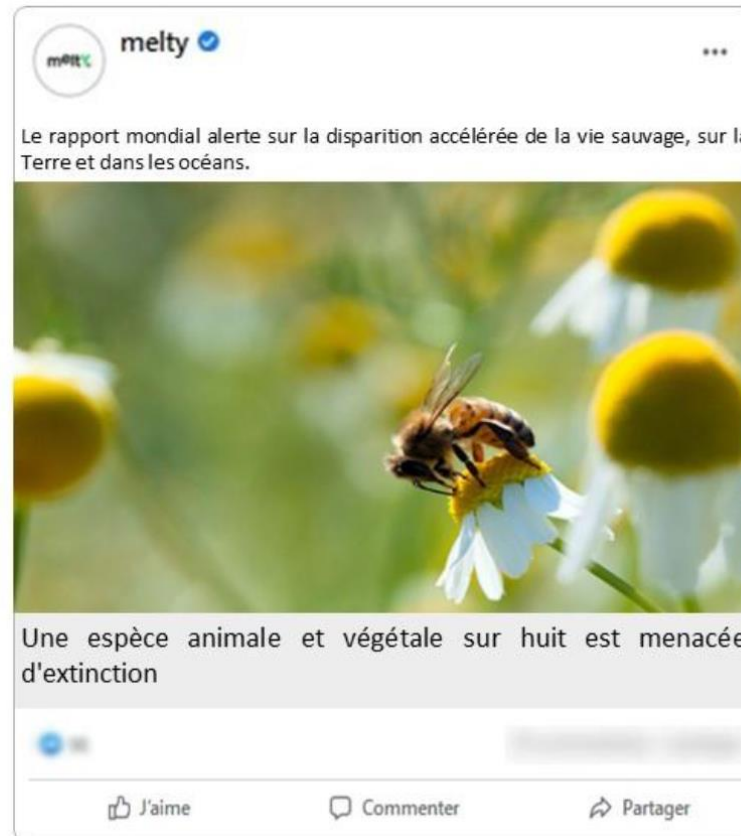 melty
melty
Le rapport mondial alerte sur la disparition accélérée de la vie sauvage, sur la
Terre et dans les océans.
Une espèce animale et végétale sur huit est menacée
d'extinction
J'aime Commenter Partager